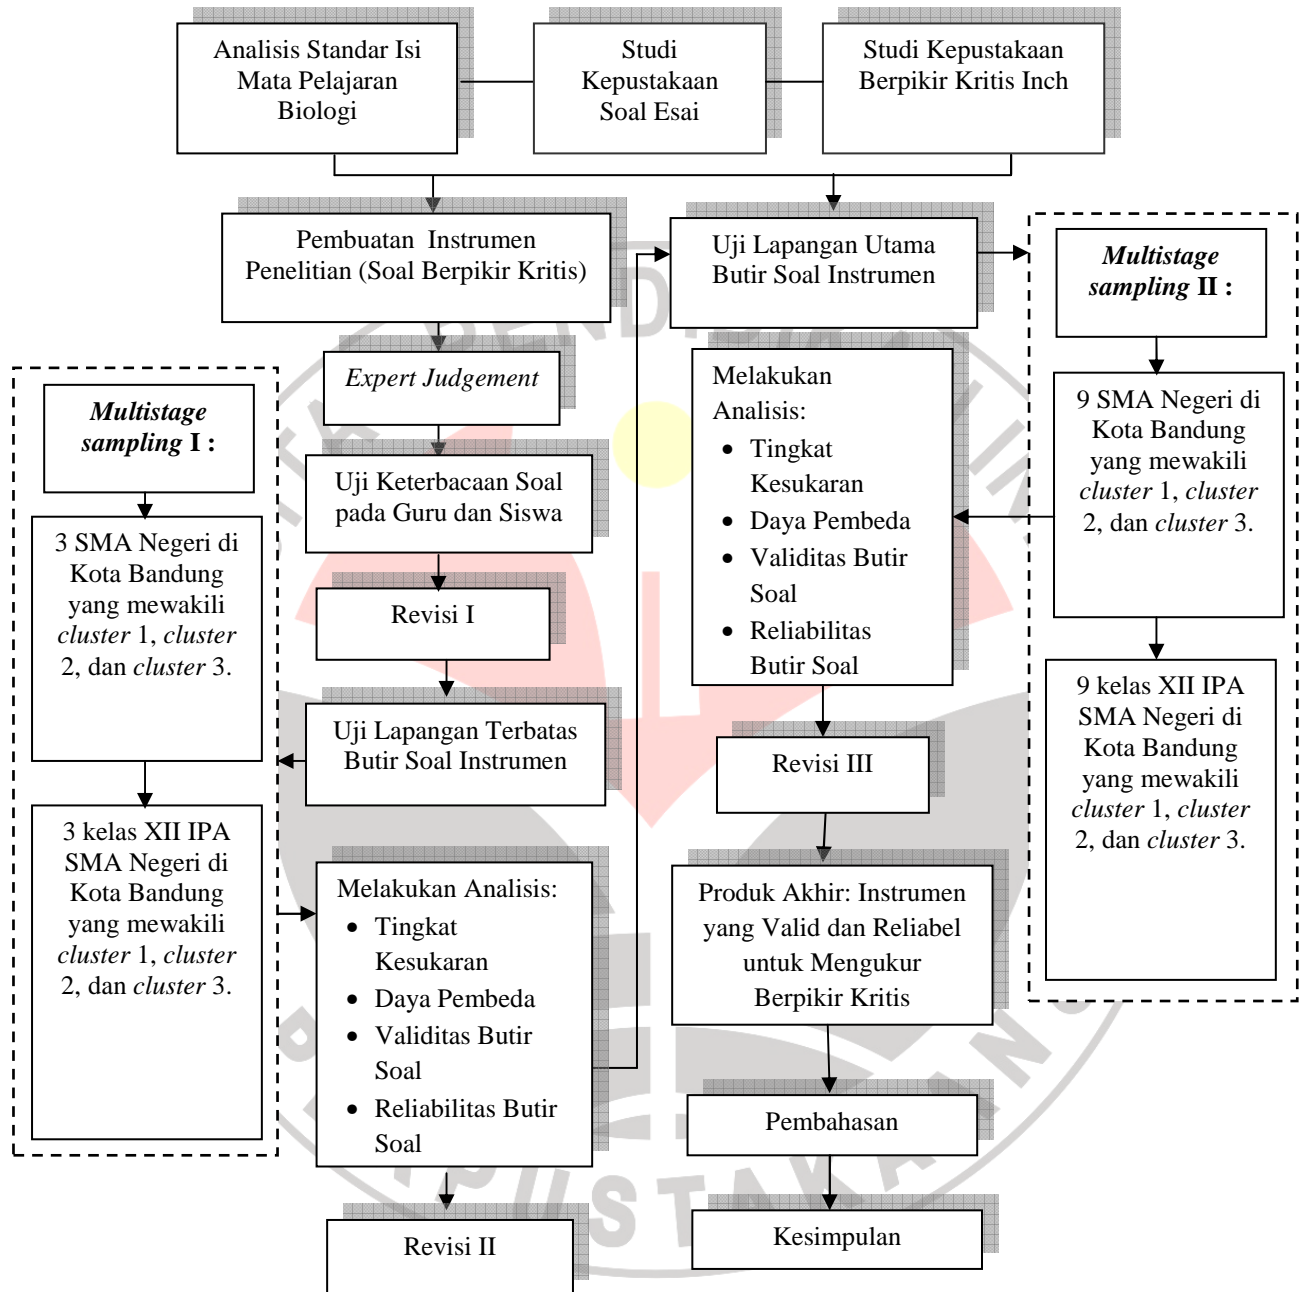 Analisis Standar Isi
Mata Pelajaran
Biologi
Studi
Kepustakaan
Soal Esai
Studi Kepustakaan
Berpikir Kritis Inch
Pembuatan Instrumen
Penelitian (Soal Berpikir Kritis)
Expert Judgement
Uji Keterbacaan Soal
pada Guru dan Siswa
Revisi I
Uji Lapangan Terbatas
Butir Soal Instrumen
Multistage
sampling I :
3 SMA Negeri di
Kota Bandung
yang mewakili
cluster 1, cluster
2, dan cluster 3.
3 kelas XII IPA
SMA Negeri di
Kota Bandung
yang mewakili
cluster 1, cluster
2, dan cluster 3.
Melakukan Analisis:
• Tingkat
Kesukaran
• Daya Pembeda
• Validitas Butir
Soal
• Reliabilitas Butir
Soal
Revisi II
Uji Lapangan Utama
Butir Soal Instrumen
Multistage
sampling II :
9 SMA Negeri di
Kota Bandung
yang mewakili
cluster 1, cluster
2, dan cluster 3.
9 kelas XII IPA
SMA Negeri di
Kota Bandung
yang mewakili
cluster 1, cluster
2, dan cluster 3.
Melakukan
Analisis:
• Tingkat
Kesukaran
• Daya Pembeda
• Validitas Butir
Soal
• Reliabilitas
Butir Soal
Revisi III
Produk Akhir: Instrumen
yang Valid dan Reliabel
untuk Mengukur
Berpikir Kritis
Pembahasan
Kesimpulan